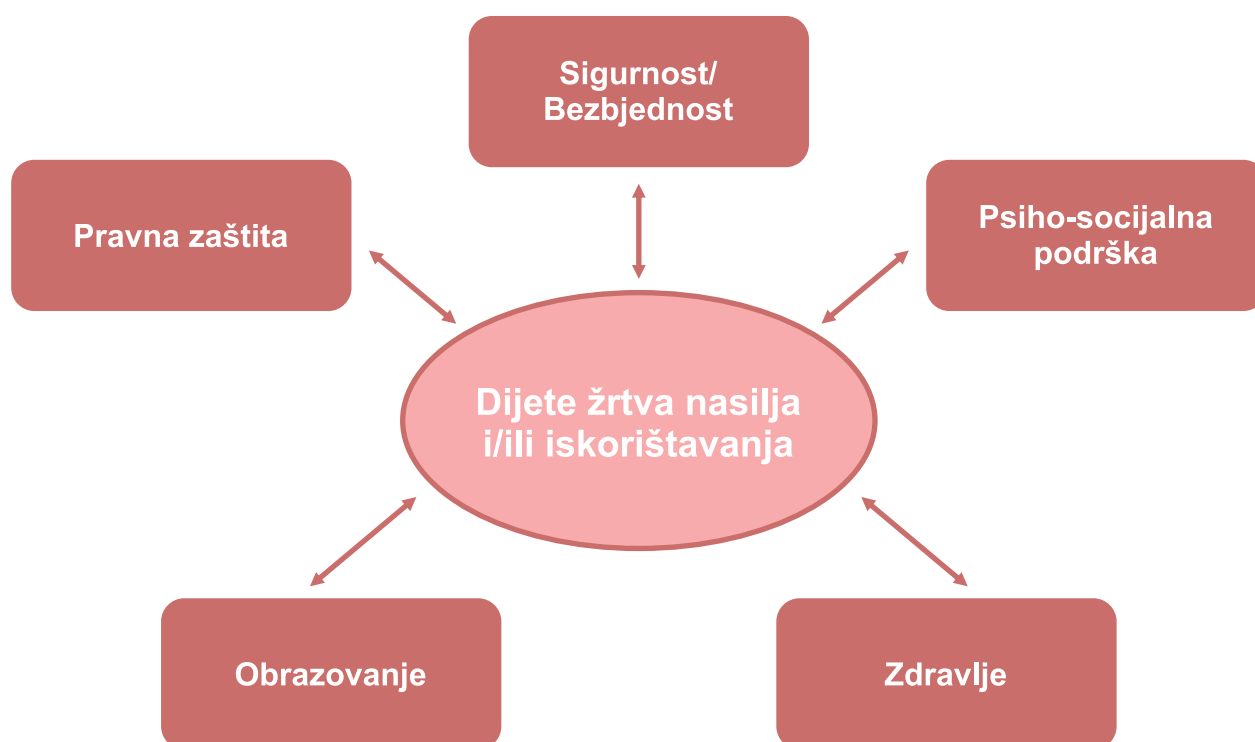 Sigurnost/
Bezbjednost
Pravna zaštita
Psiho-socijalna
podrška
Dijete žrtva nasilja
i/ili iskorištavanja
Obrazovanje
Zdravlje